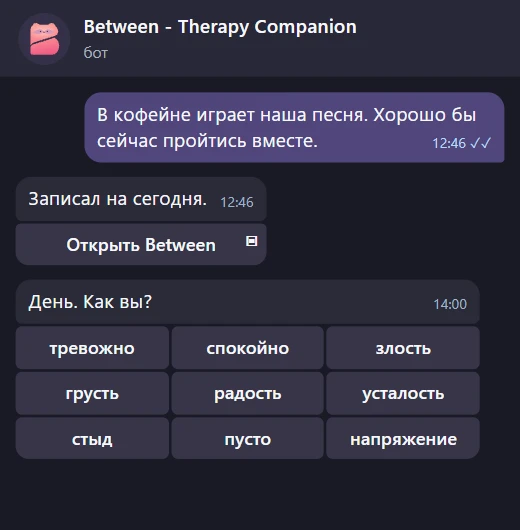 Between - Therapy Companion
бот
В кофейне играет наша песня. Хорошо бы
сейчас пройтись вместе. 12:46
Записал на сегодня. 12:46
Открыть Between
День. Как вы? 14:00
тревожно спокойно злость
грусть радость усталость
стыд пусто напряжение